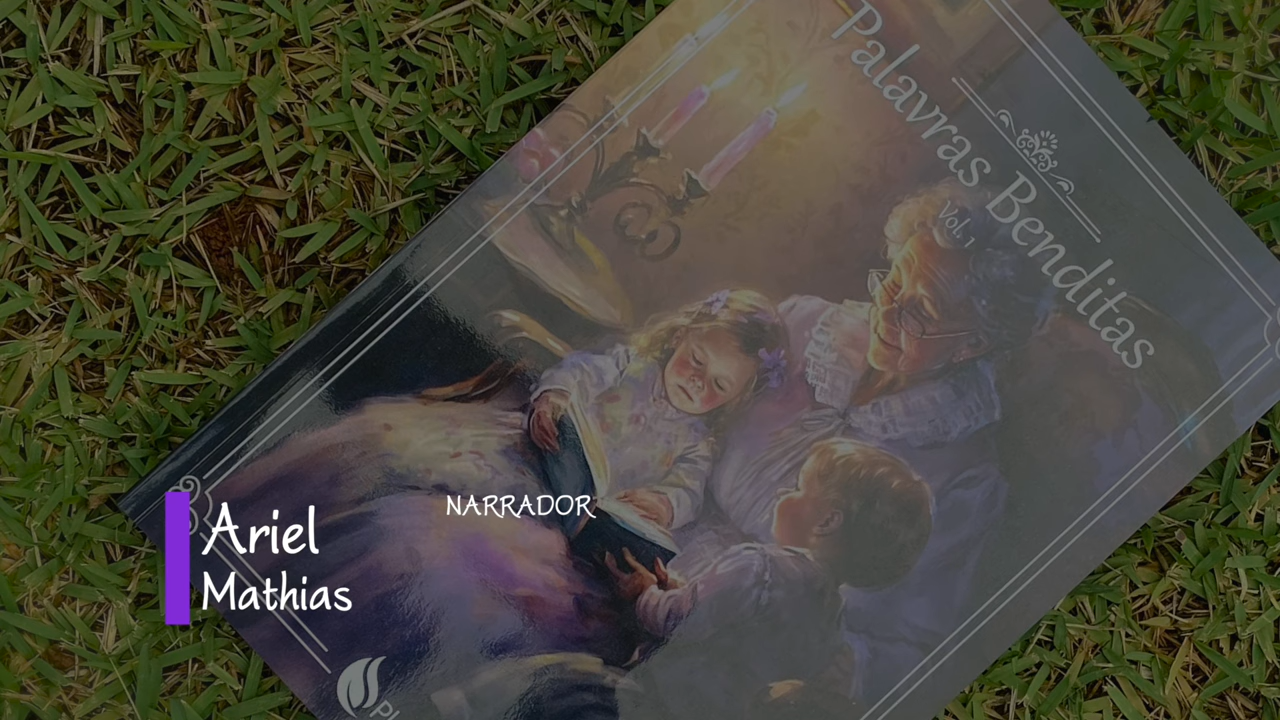 Palavras Benditas
Vol. 1
NARRADOR
Ariel
Mathias